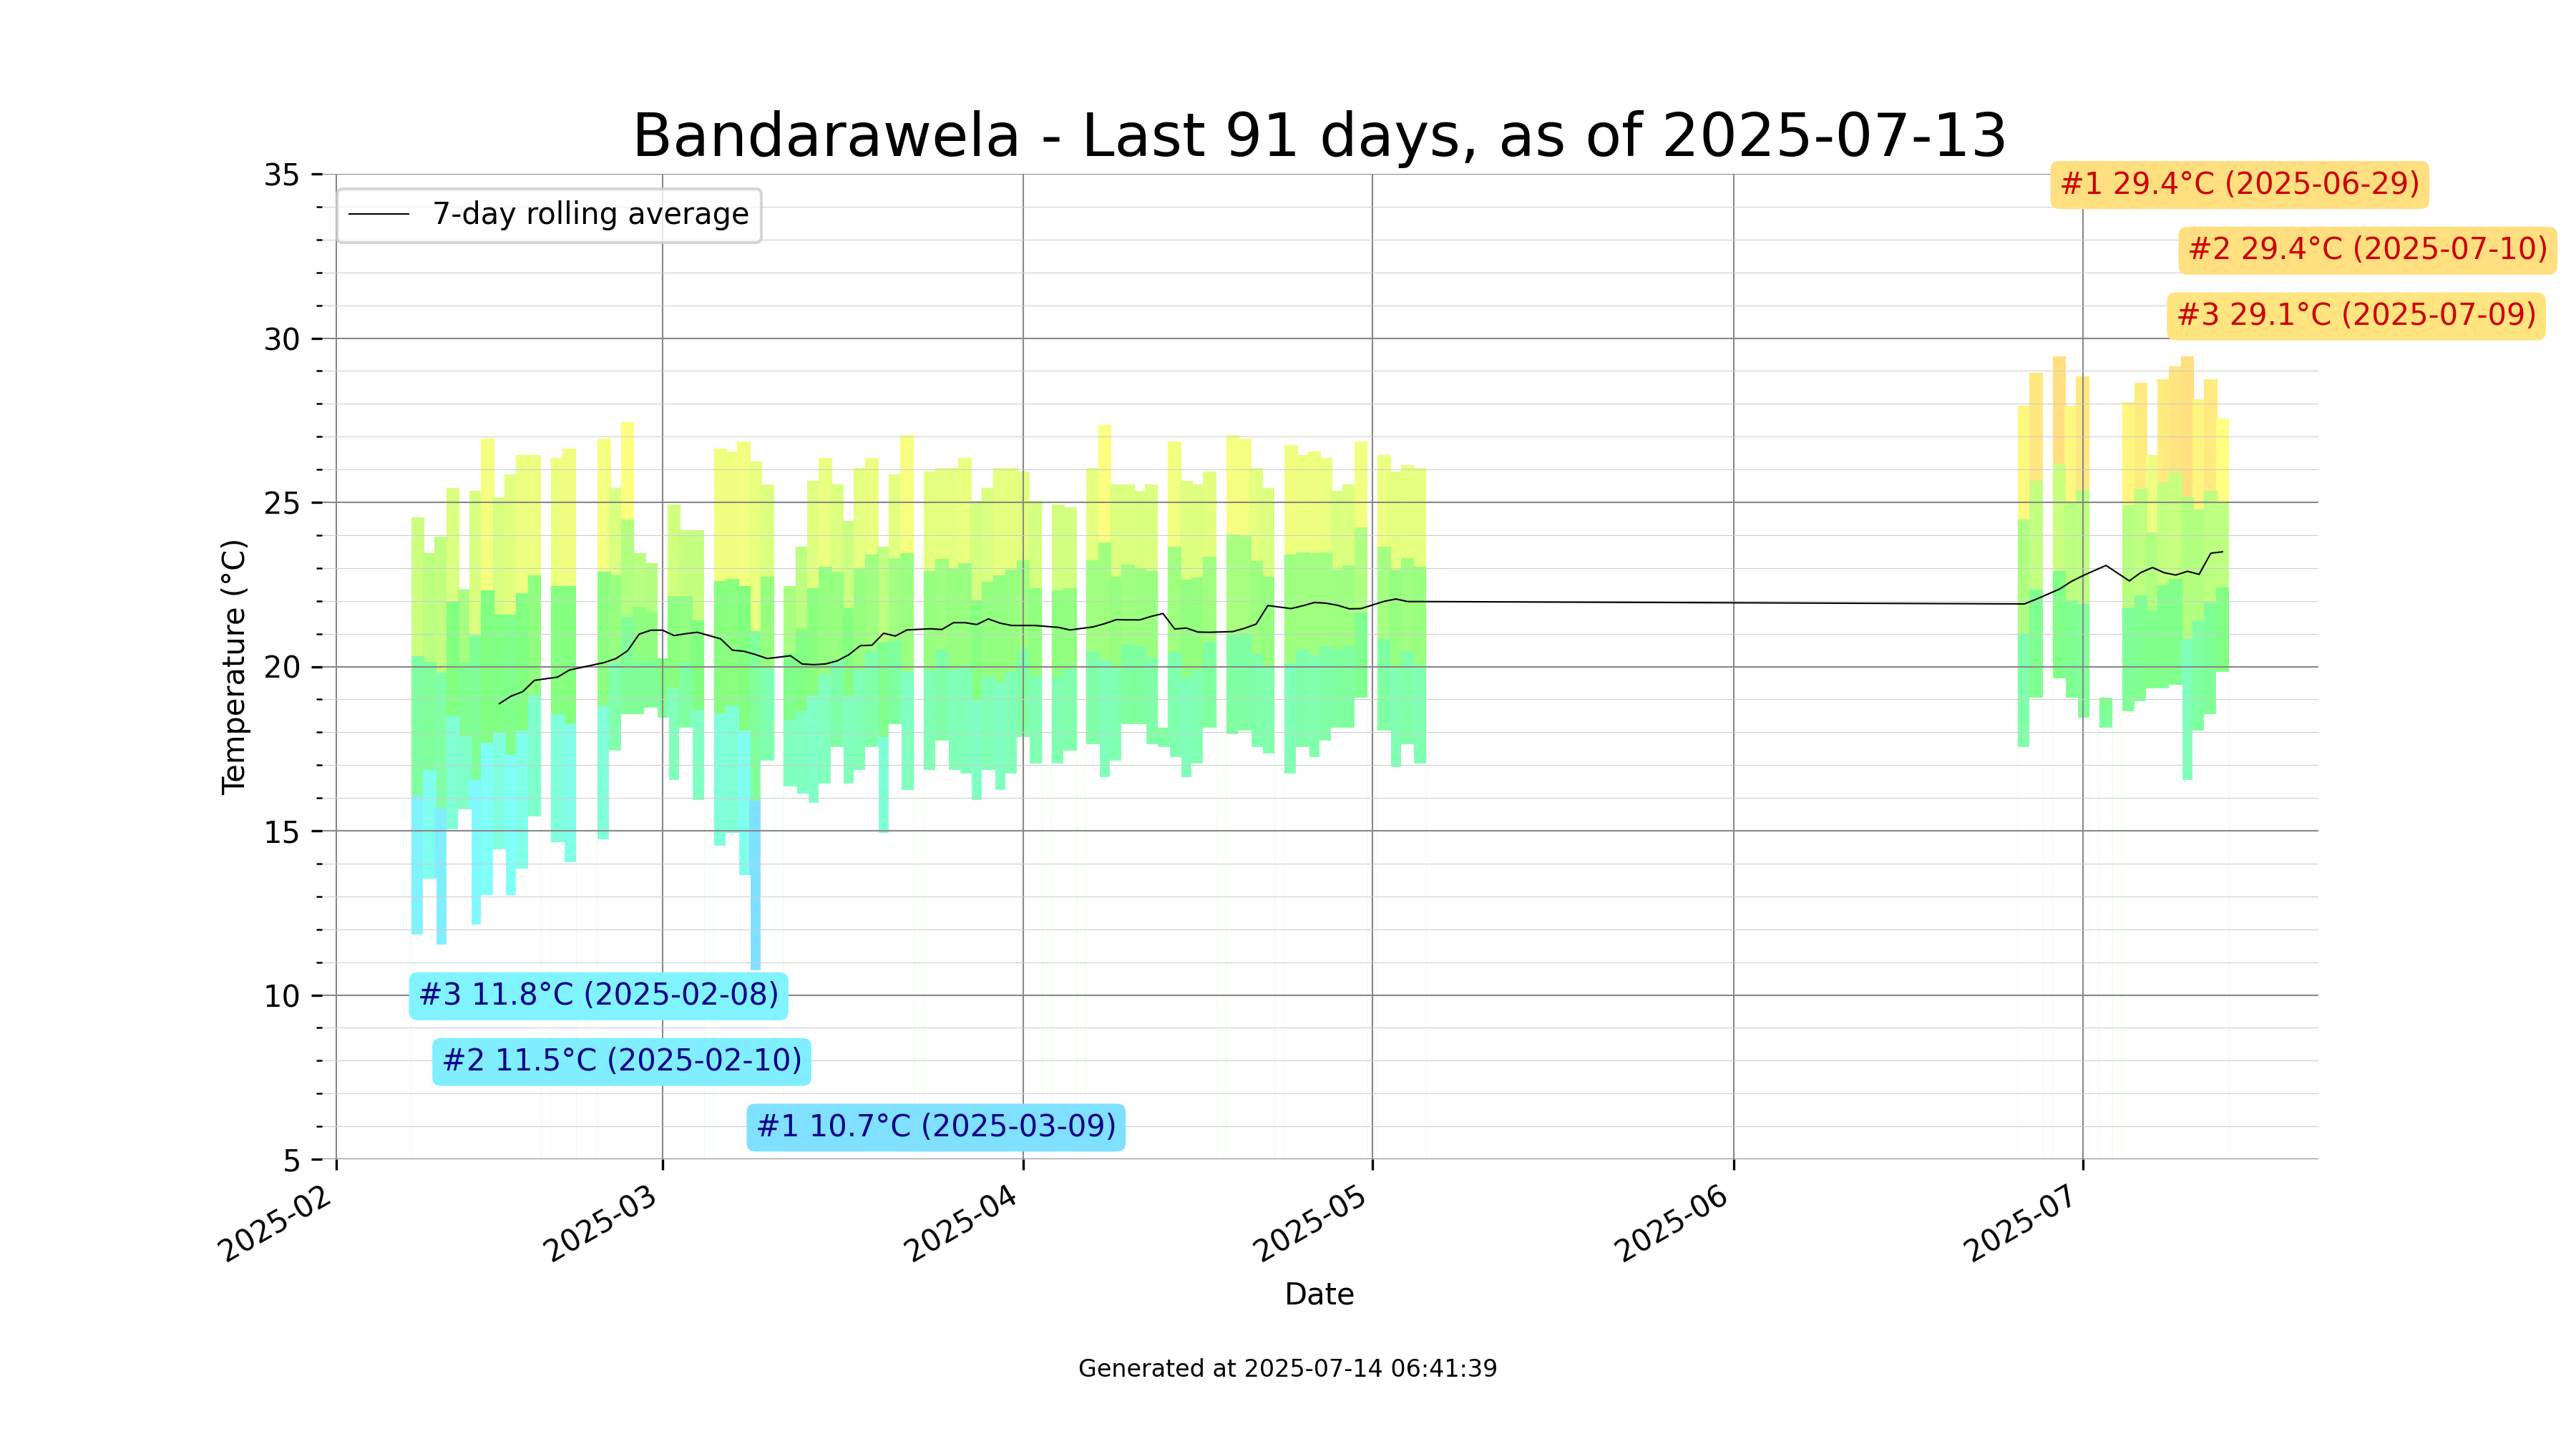 Bandarawela - Last 91 days, as of 2025-07-13
35
30
25
20
15
10
5
Temperature (°C)
7-day rolling average
#1 29.4°C (2025-06-29)
#2 29.4°C (2025-07-10)
#3 29.1°C (2025-07-09)
#3 11.8°C (2025-02-08)
#2 11.5°C (2025-02-10)
#1 10.7°C (2025-03-09)
2025-02
2025-03
2025-04
2025-05
2025-06
2025-07
Date
Generated at 2025-07-14 06:41:39